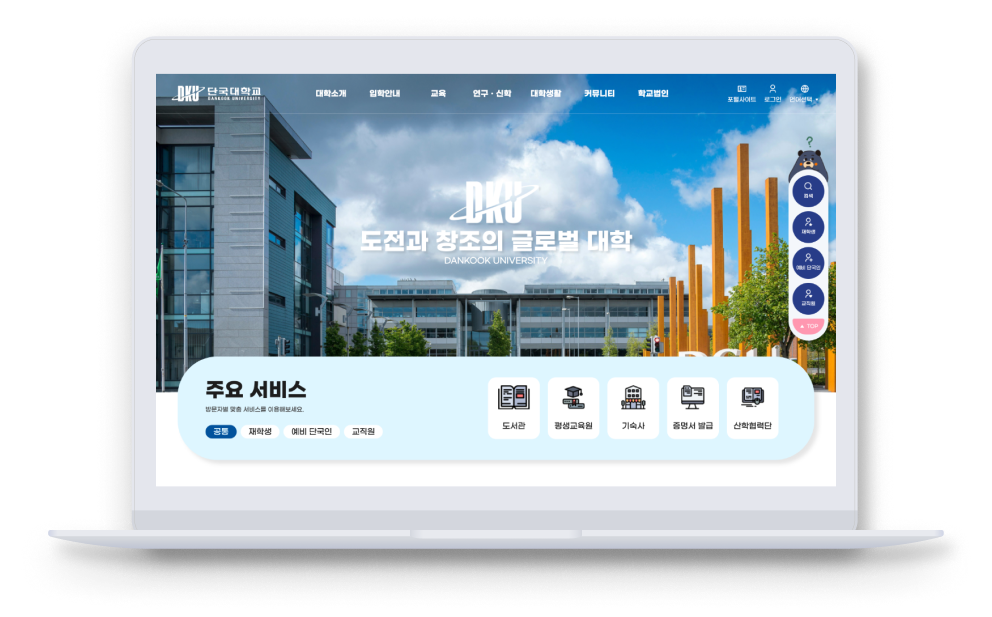 DKU 단국대학교
DANKOOK UNIVERSITY
대학소개 입학안내 교육 연구 · 신학 대학생활 커뮤니티 학교법인
포털사이트 로그인 언어선택
?
검색
재학생
예비 단국인
교직원
▲ TOP
DKU
도전과 창조의 글로벌 대학
DANKOOK UNIVERSITY
주요 서비스
방문자별 맞춤 서비스를 이용해보세요.
공통 재학생 예비 단국인 교직원
도서관 평생교육원 기숙사 증명서 발급 산학협력단